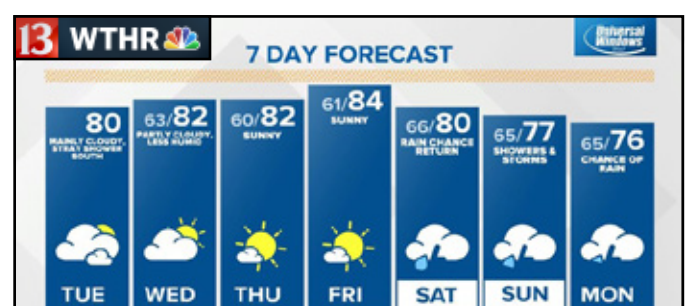 13 WTHR
Universal
Windows
7 DAY FORECAST
80
MAINLY CLOUDY,
STRAY SHOWER
SOUTH
TUE
63/82
PARTLY CLOUDY,
LESS HUMID
WED
60/82
SUNNY
THU
61/84
SUNNY
FRI
66/80
RAIN CHANCE
RETURN
SAT
65/77
SHOWERS &
STORMS
SUN
65/76
CHANCE OF
RAIN
MON